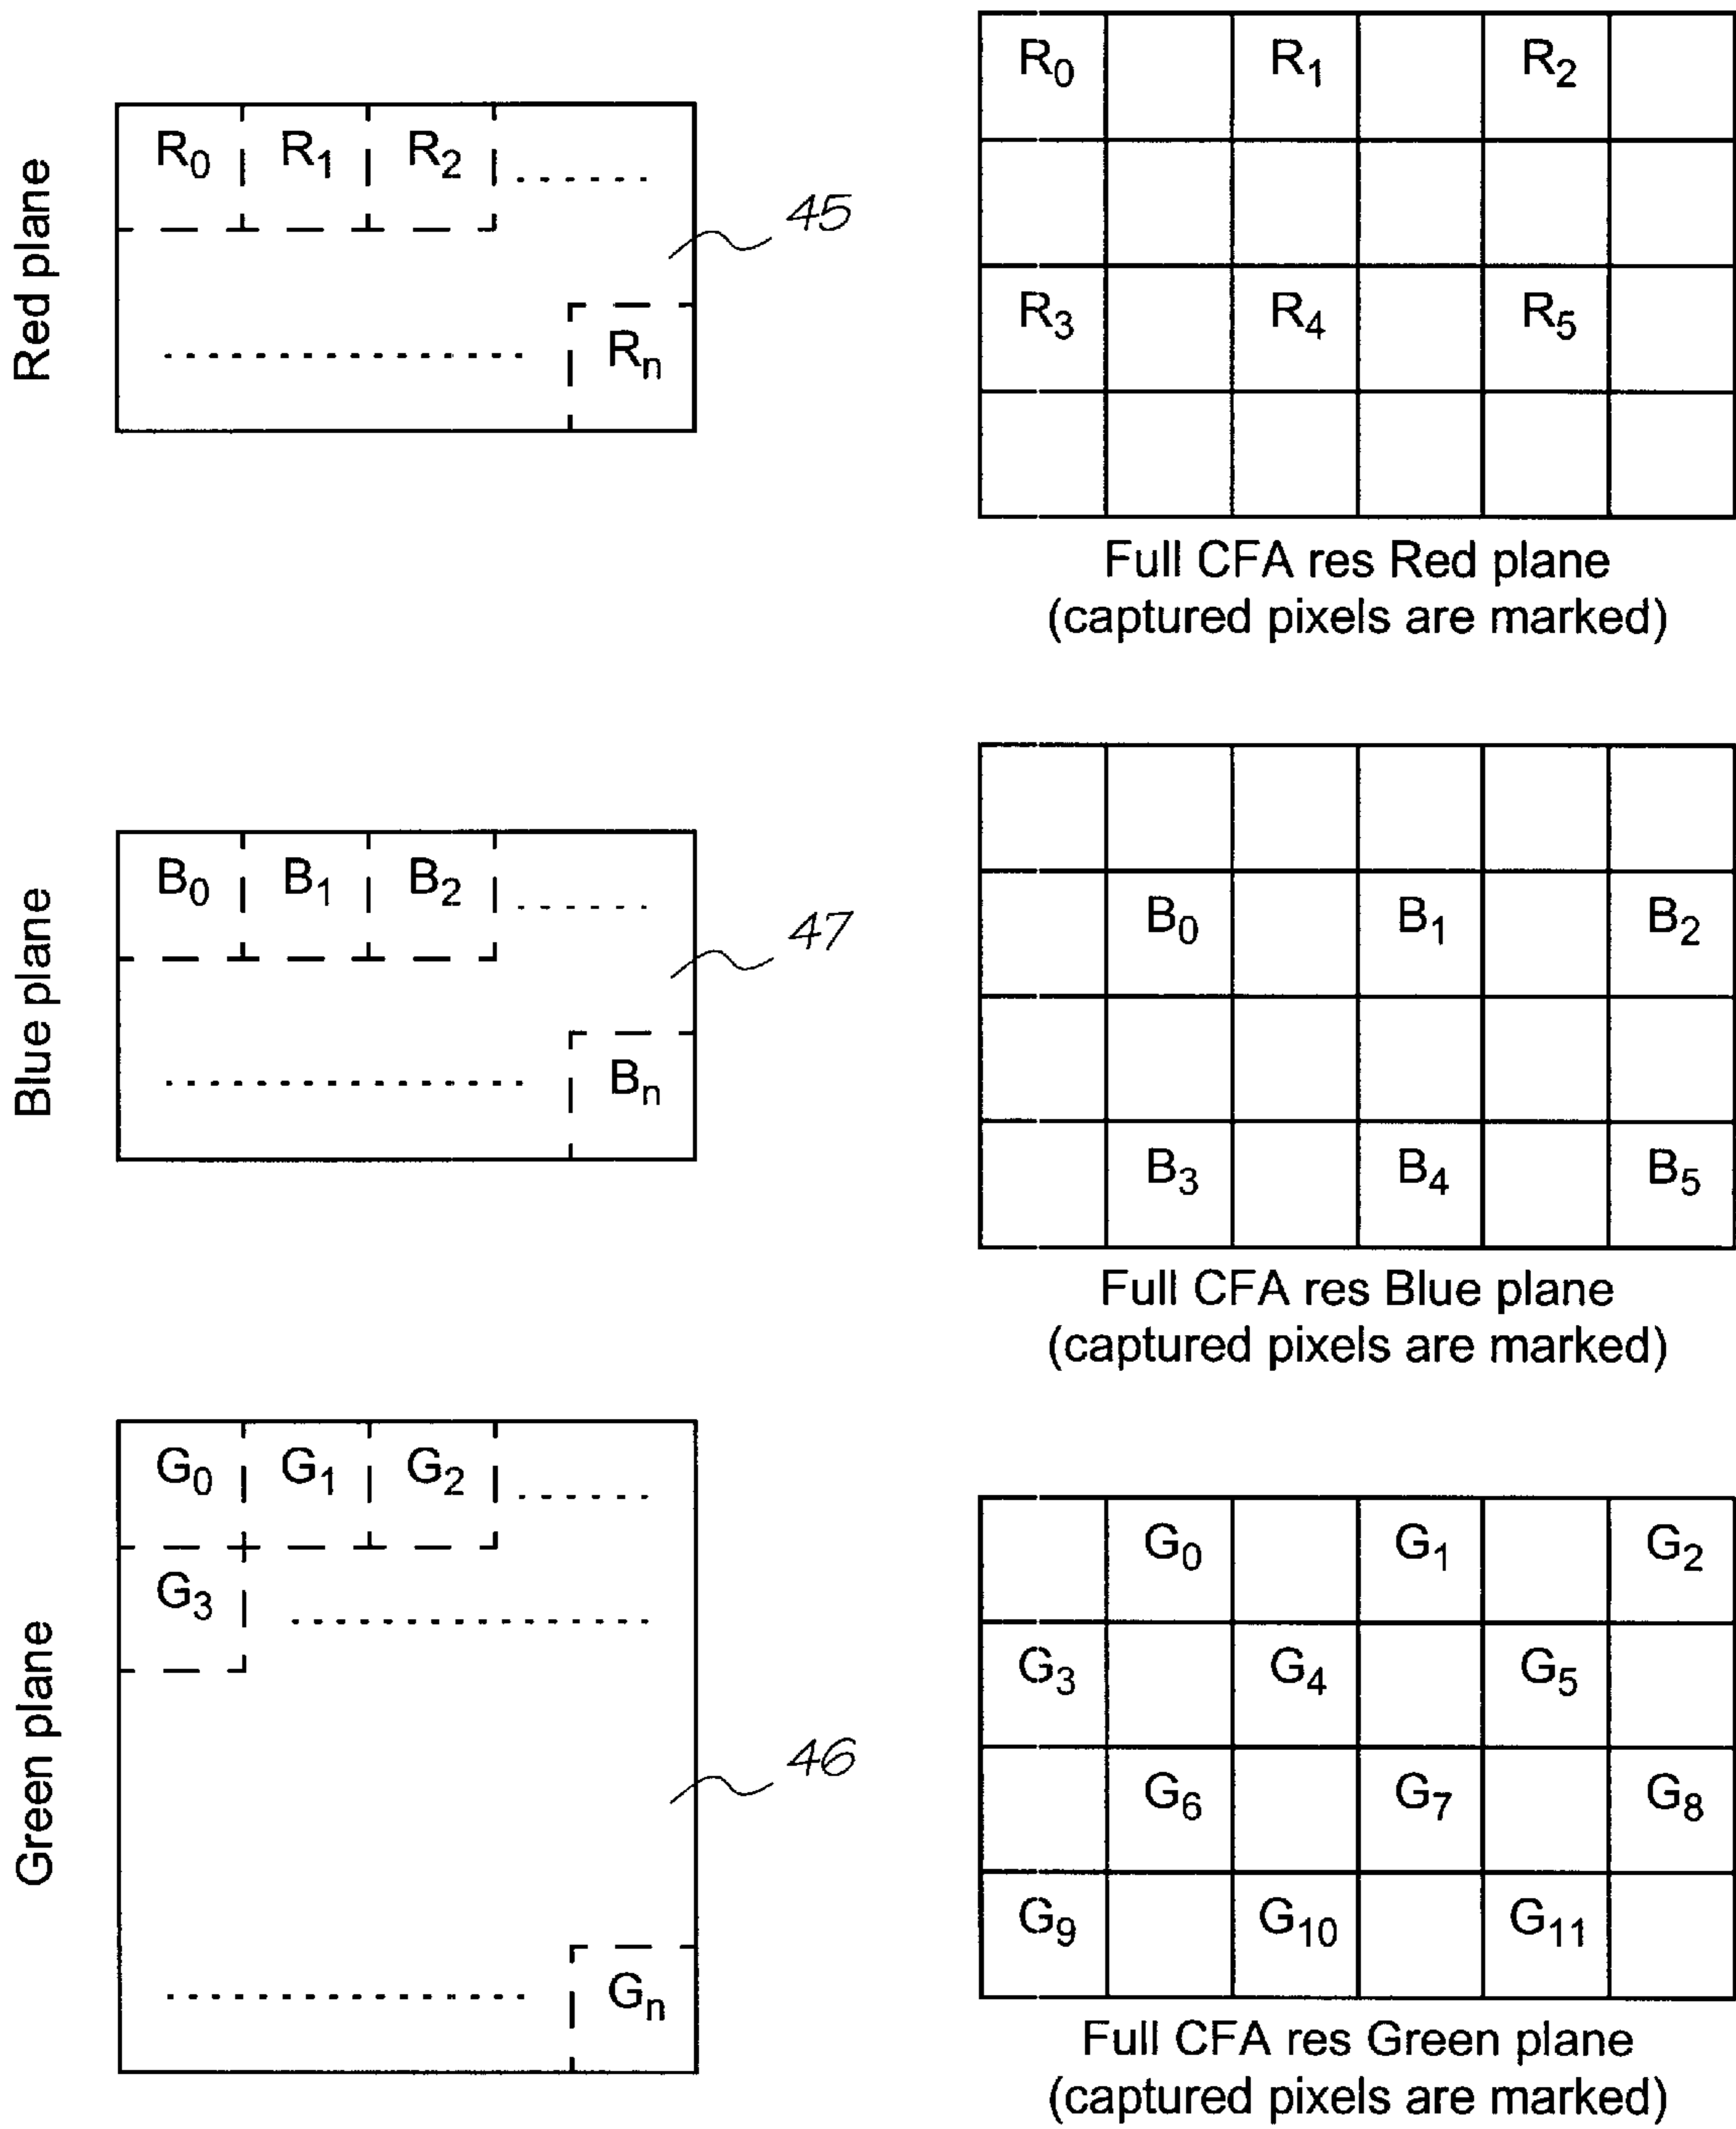 Red plane
R0 R1 R2
45
Rn
R0 R1 R2
R3 R4 R5
Full CFA res Red plane
(captured pixels are marked)
Blue plane
B0 B1 B2
47
Bn
B0 B1 B2
B3 B4 B5
Full CFA res Blue plane
(captured pixels are marked)
Green plane
G0 G1 G2
G3
46
Gn
G0 G1 G2
G3 G4 G5
G6 G7 G8
G9 G10 G11
Full CFA res Green plane
(captured pixels are marked)